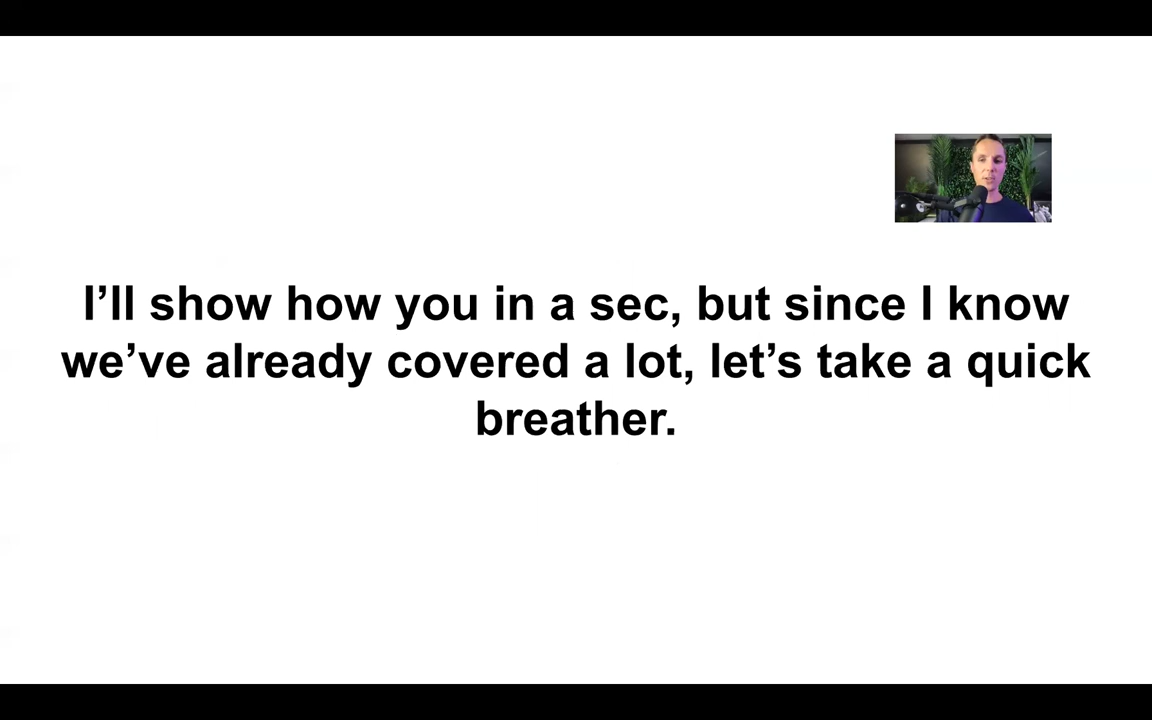 I’ll show how you in a sec, but since I know
we’ve already covered a lot, let’s take a quick
breather.